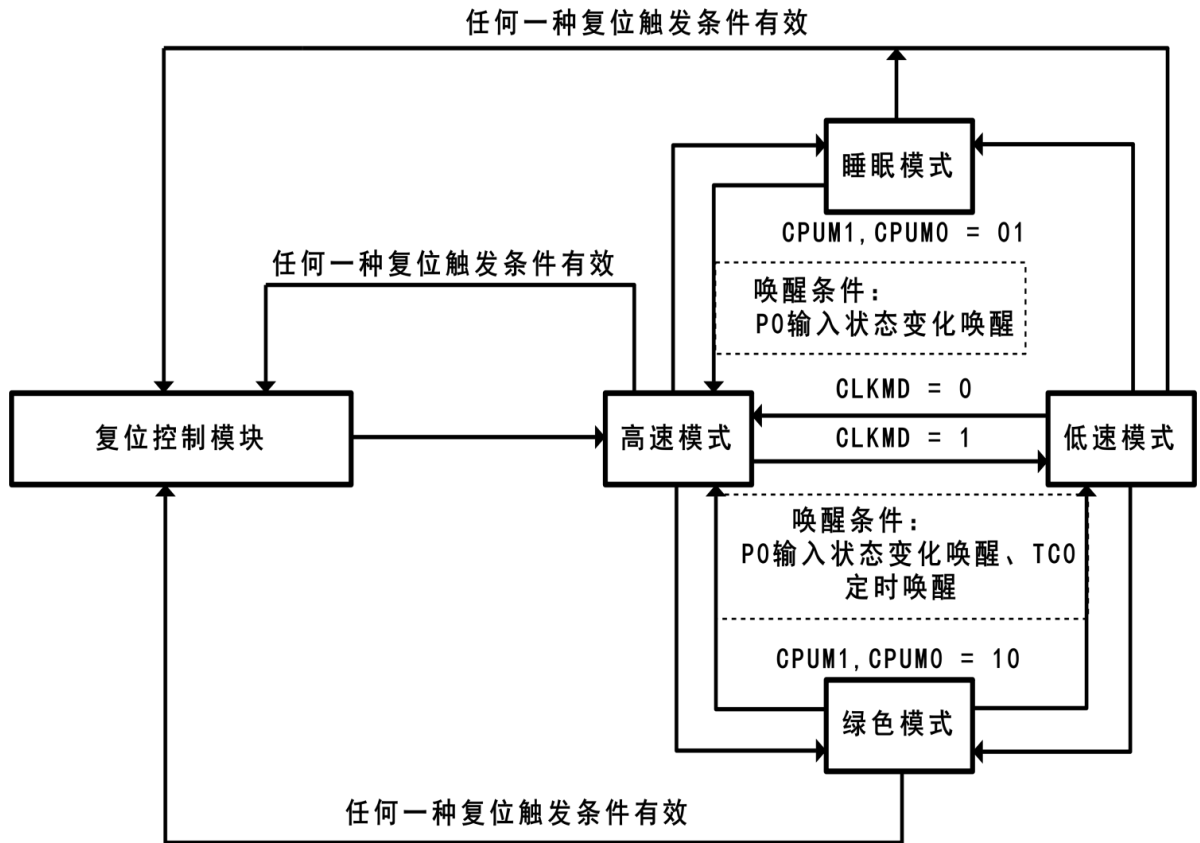 任何一种复位触发条件有效
睡眠模式
CPUM1,CPUM0 = 01
任何一种复位触发条件有效
唤醒条件:
P0输入状态变化唤醒
CLKMD = 0
复位控制模块
高速模式
CLKMD = 1
低速模式
唤醒条件:
P0输入状态变化唤醒、TC0
定时唤醒
CPUM1,CPUM0 = 10
绿色模式
任何一种复位触发条件有效